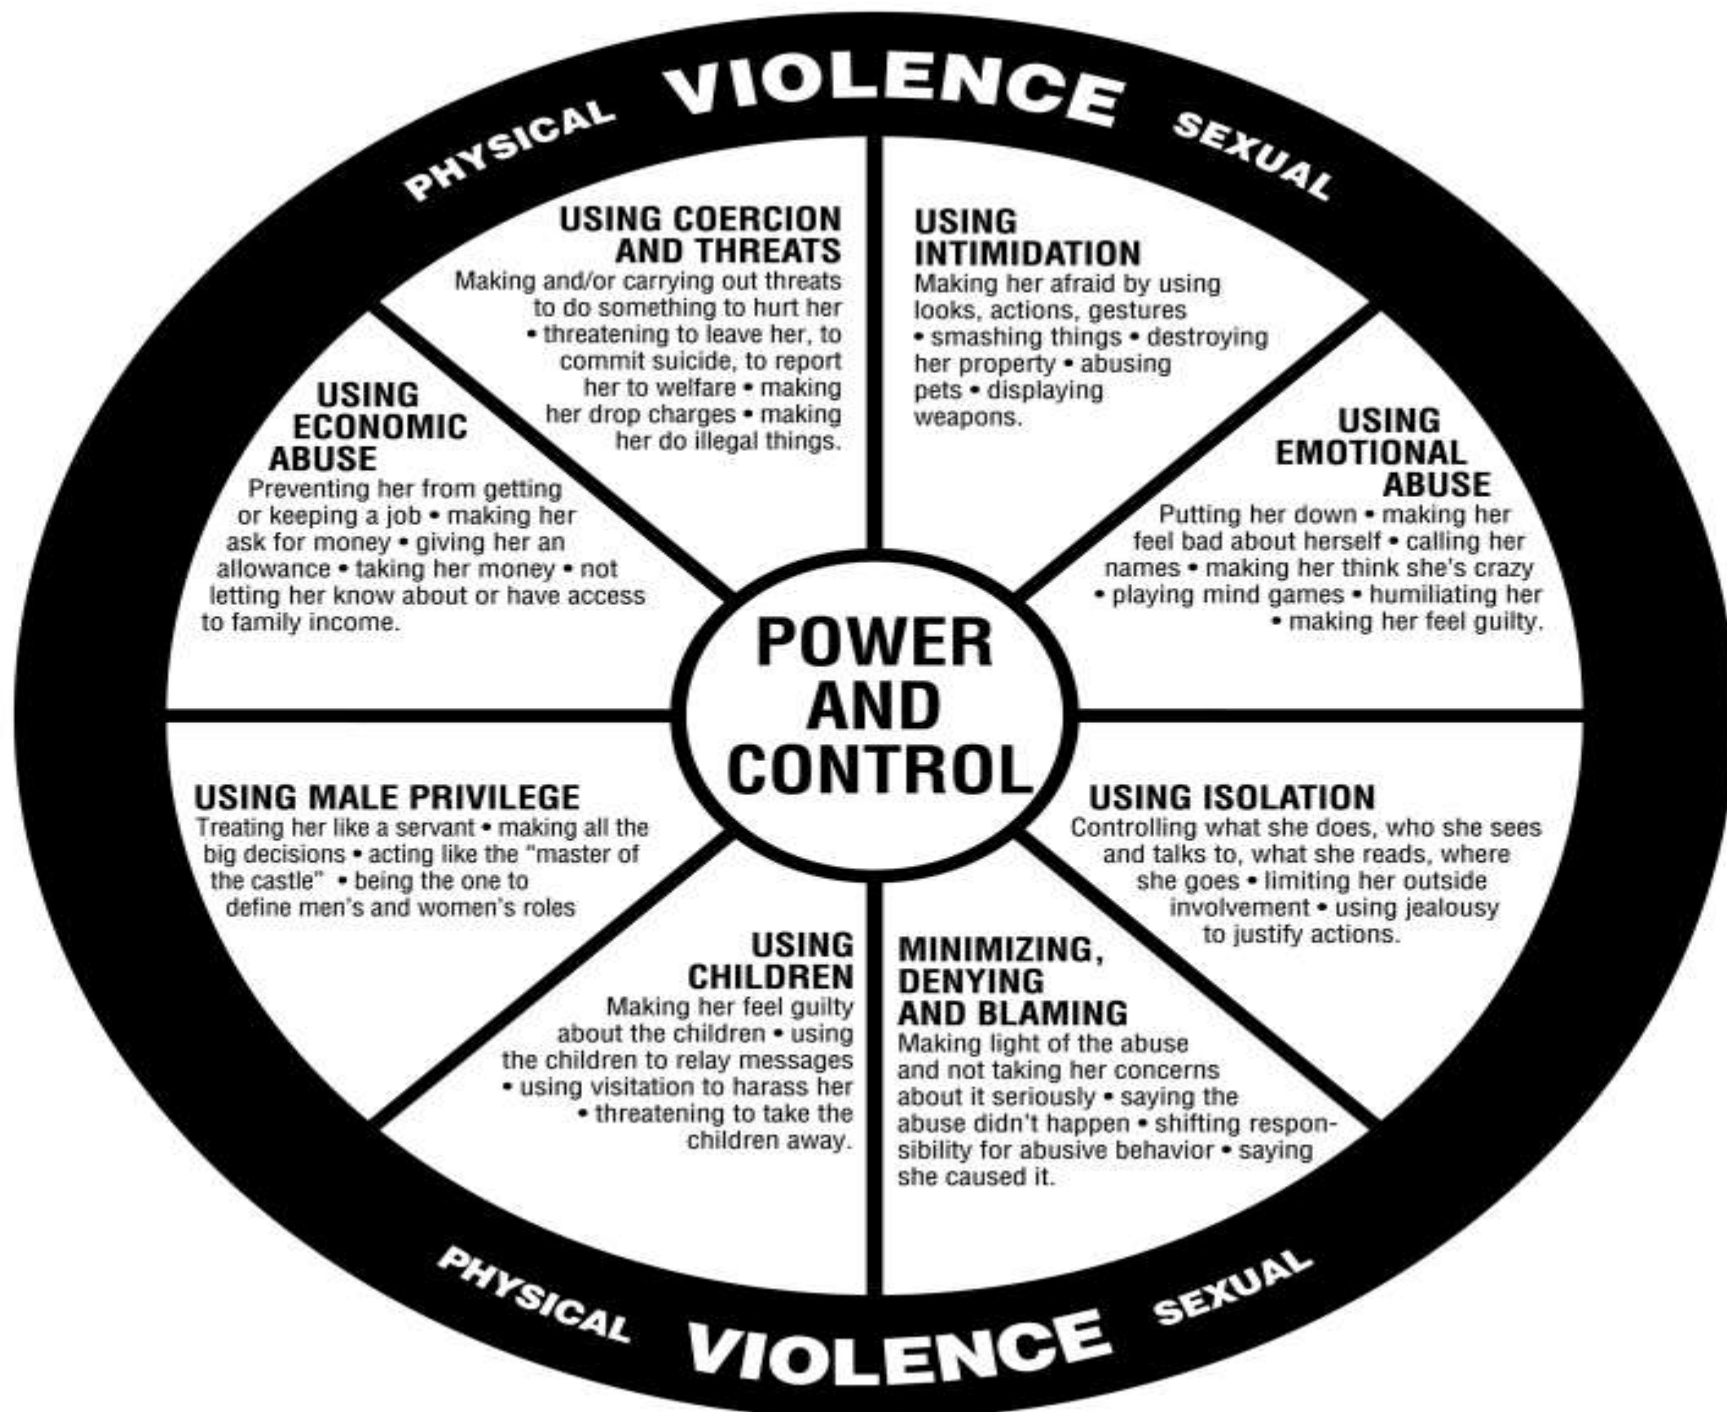 PHYSICAL VIOLENCE SEXUAL
USING COERCION
AND THREATS
Making and/or carrying out threats
to do something to hurt her
• threatening to leave her, to
commit suicide, to report
her to welfare • making
her drop charges • making
her do illegal things.
USING
INTIMIDATION
Making her afraid by using
looks, actions, gestures
• smashing things • destroying
her property • abusing
pets • displaying
weapons.
USING
EMOTIONAL
ABUSE
Putting her down • making her
feel bad about herself • calling her
names • making her think she's crazy
• playing mind games • humiliating her
• making her feel guilty.
USING ISOLATION
Controlling what she does, who she sees
and talks to, what she reads, where
she goes • limiting her outside
involvement • using jealousy
to justify actions.
MINIMIZING,
DENYING
AND BLAMING
Making light of the abuse
and not taking her concerns
about it seriously • saying the
abuse didn't happen • shifting respon-
sibility for abusive behavior • saying
she caused it.
USING
CHILDREN
Making her feel guilty
about the children • using
the children to relay messages
• using visitation to harass her
• threatening to take the
children away.
USING MALE PRIVILEGE
Treating her like a servant • making all the
big decisions • acting like the "master of
the castle" • being the one to
define men's and women's roles
USING
ECONOMIC
ABUSE
Preventing her from getting
or keeping a job • making her
ask for money • giving her an
allowance • taking her money • not
letting her know about or have access
to family income.
POWER
AND
CONTROL
PHYSICAL VIOLENCE SEXUAL